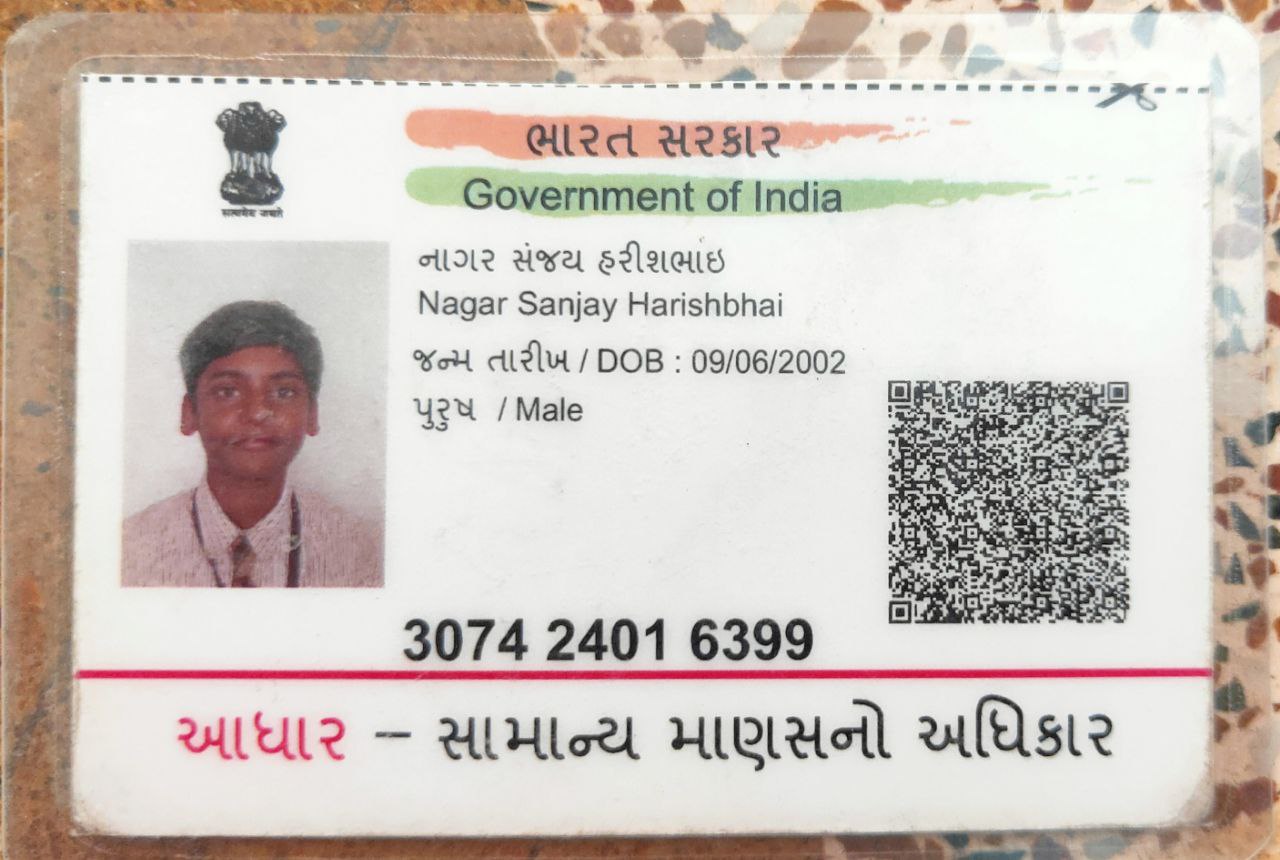 सत्यमेव जयते
ભારત સરકાર
Government of India
નાગર સંજય હરીશભાઇ
Nagar Sanjay Harishbhai
જન્મ તારીખ / DOB : 09/06/2002
પુરુષ / Male
3074 2401 6399
આધાર – સામાન્ય માણસનો અધિકાર